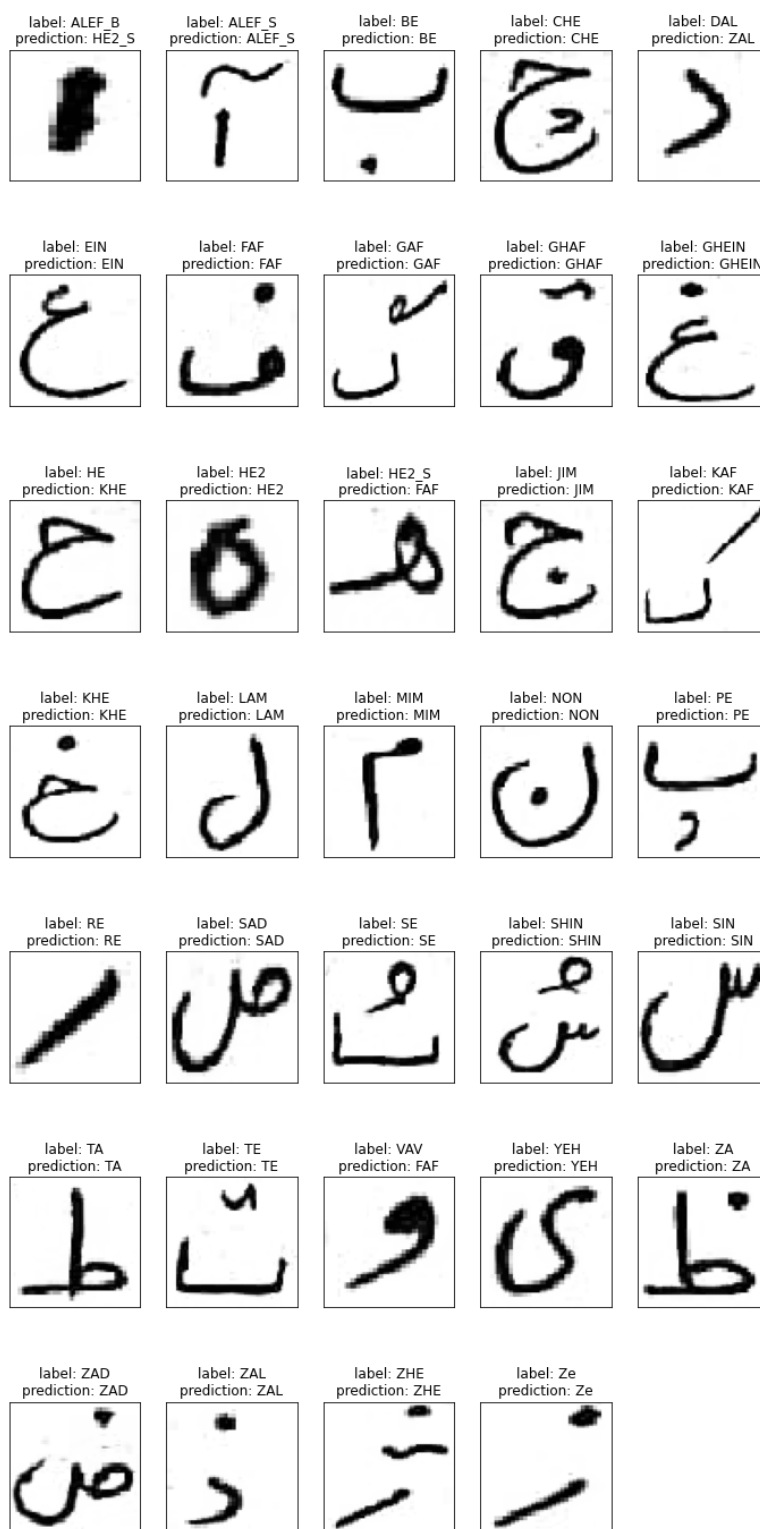 label: ALEF_B
prediction: HE2_S
ا
label: ALEF_S
prediction: ALEF_S
آ
label: BE
prediction: BE
ب
label: CHE
prediction: CHE
چ
label: DAL
prediction: ZAL
د
label: EIN
prediction: EIN
ع
label: FAF
prediction: FAF
ف
label: GAF
prediction: GAF
گ
label: GHAF
prediction: GHAF
ق
label: GHEIN
prediction: GHEIN
غ
label: HE
prediction: KHE
ح
label: HE2
prediction: HE2
ه
label: HE2_S
prediction: FAF
هـ
label: JIM
prediction: JIM
ج
label: KAF
prediction: KAF
ک
label: KHE
prediction: KHE
خ
label: LAM
prediction: LAM
ل
label: MIM
prediction: MIM
م
label: NON
prediction: NON
ن
label: PE
prediction: PE
پ
label: RE
prediction: RE
ر
label: SAD
prediction: SAD
ص
label: SE
prediction: SE
ث
label: SHIN
prediction: SHIN
ش
label: SIN
prediction: SIN
س
label: TA
prediction: TA
ط
label: TE
prediction: TE
ت
label: VAV
prediction: FAF
و
label: YEH
prediction: YEH
ی
label: ZA
prediction: ZA
ظ
label: ZAD
prediction: ZAD
ض
label: ZAL
prediction: ZAL
ذ
label: ZHE
prediction: ZHE
ژ
label: Ze
prediction: Ze
ز